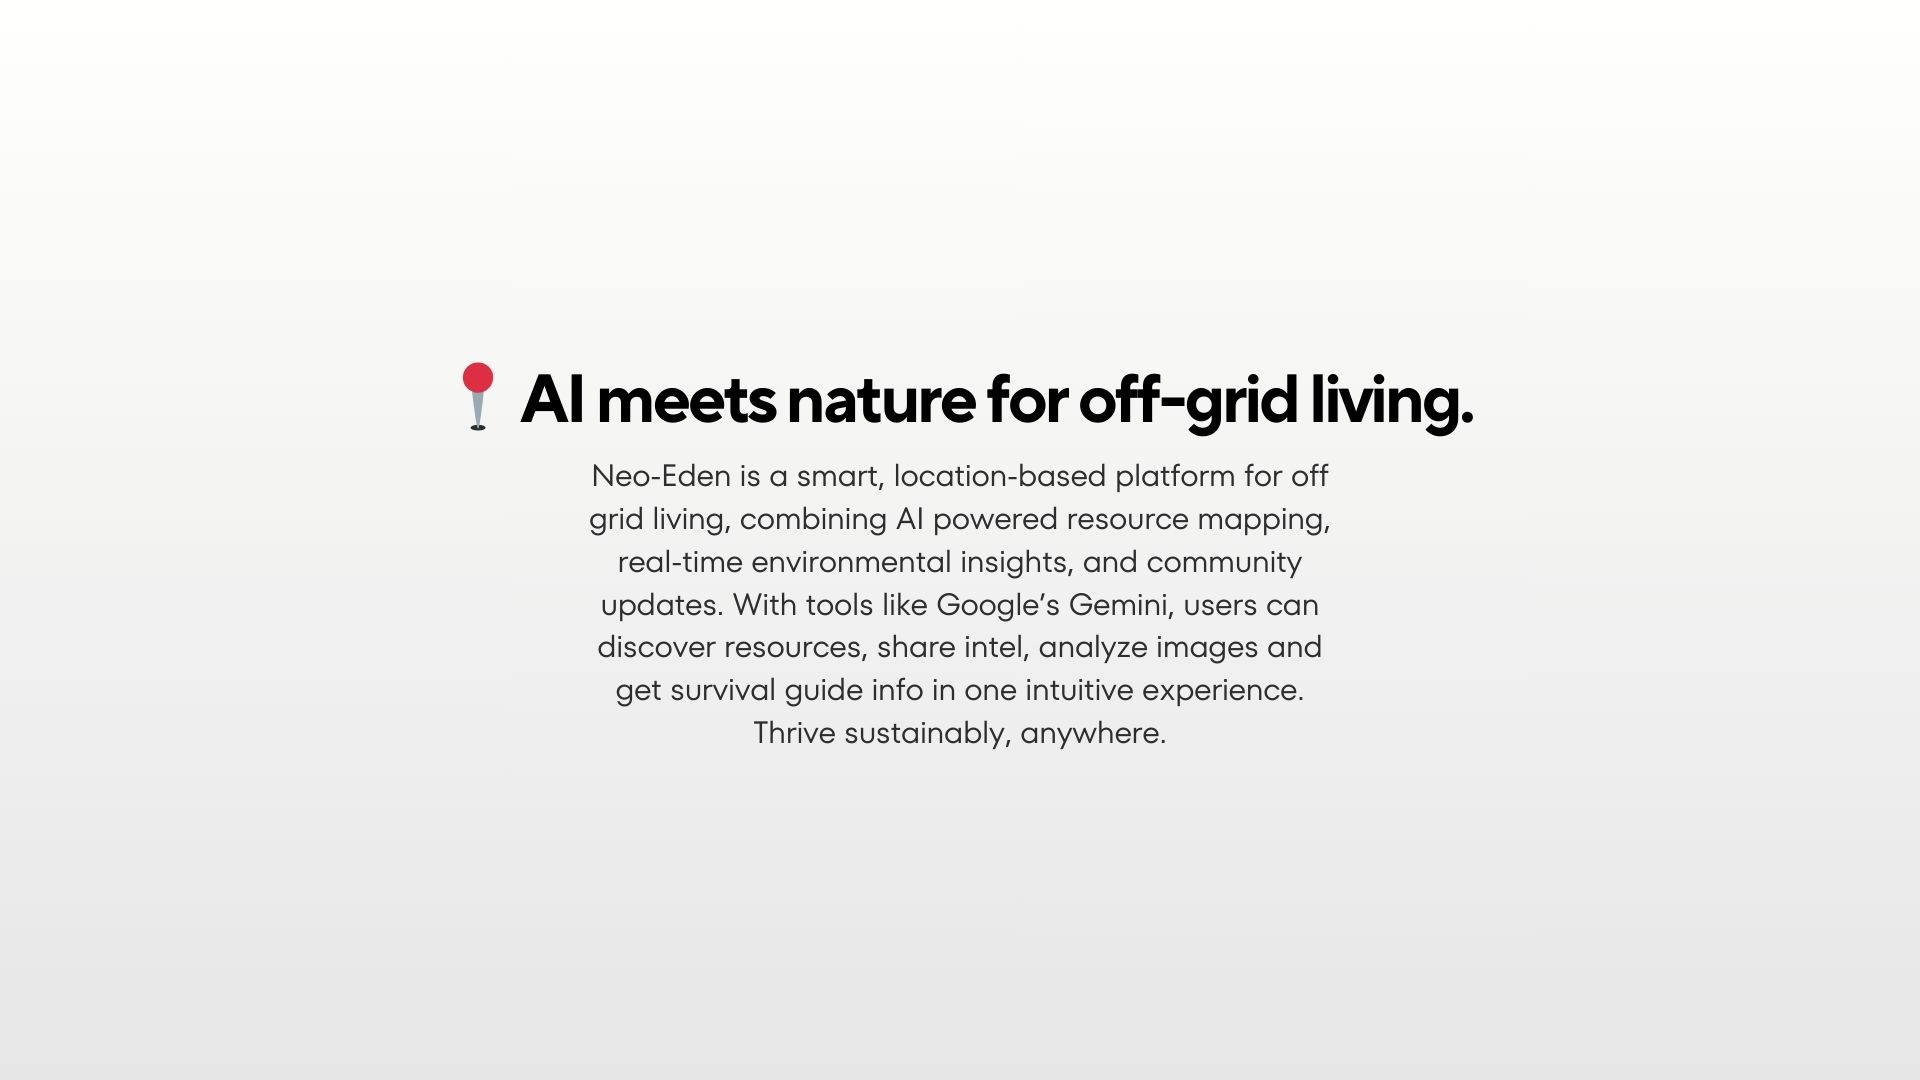 📍 AI meets nature for off-grid living.
Neo-Eden is a smart, location-based platform for off
grid living, combining AI powered resource mapping,
real-time environmental insights, and community
updates. With tools like Google’s Gemini, users can
discover resources, share intel, analyze images and
get survival guide info in one intuitive experience.
Thrive sustainably, anywhere.